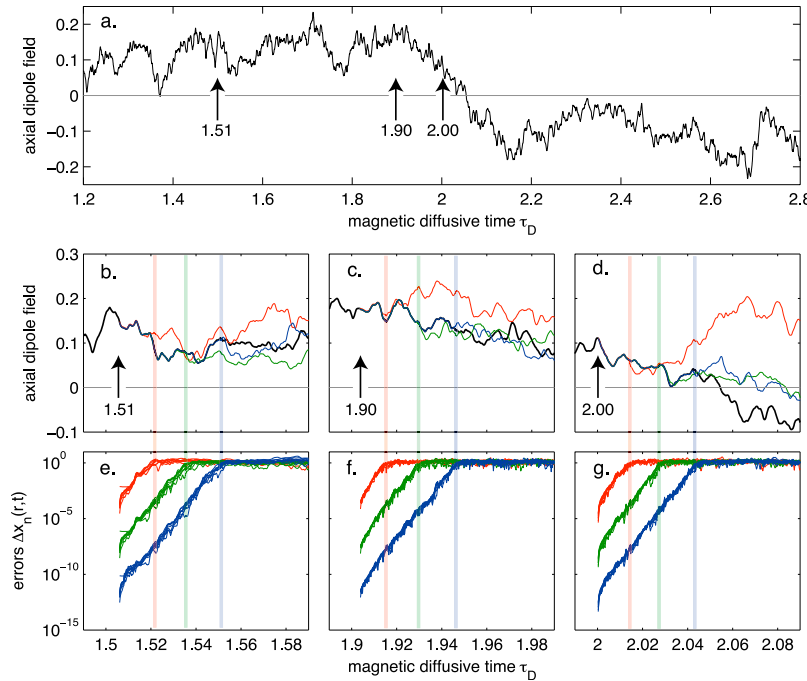 a.
axial dipole field
0.2
0.1
0
-0.1
-0.2
1.51
1.90
2.00
1.2 1.4 1.6 1.8 2 2.2 2.4 2.6 2.8
magnetic diffusive time τD
b. c. d.
axial dipole field
0.3
0.2
0.1
0
-0.1
1.51 1.90 2.00
e. f. g.
errors Δxn(r,t)
10^0
10^-5
10^-10
10^-15
1.5 1.52 1.54 1.56 1.58 1.9 1.92 1.94 1.96 1.98 2 2.02 2.04 2.06 2.08
magnetic diffusive time τD